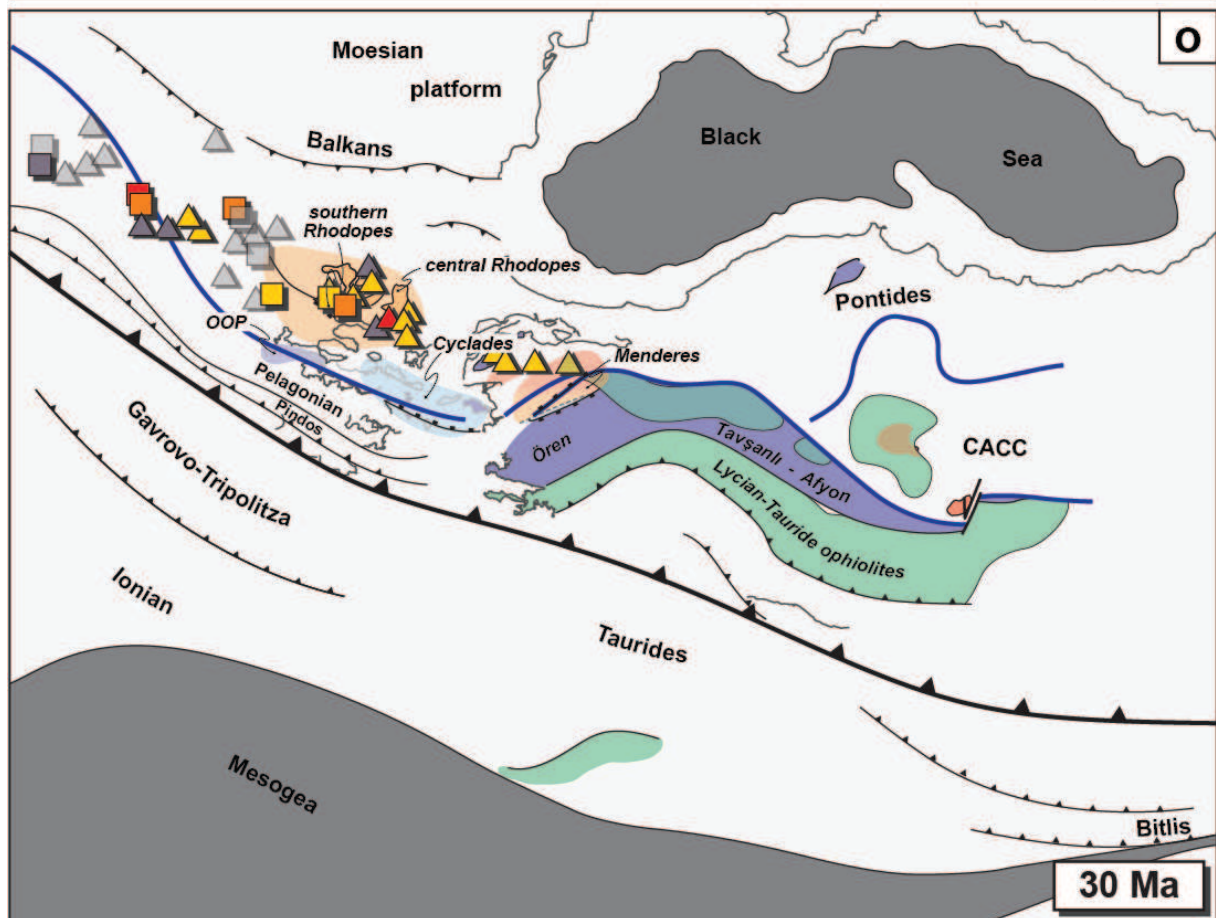 O
Moesian
platform
Black
Sea
Balkans
southern
Rhodopes
central Rhodopes
Pontides
OOP
Cyclades
Menderes
Pelagonian
Pindos
Gavrovo-Tripolitza
Ören
Tavşanlı - Afyon
CACC
Lycian-Tauride ophiolites
Ionian
Taurides
Mesogea
Bitlis
30 Ma